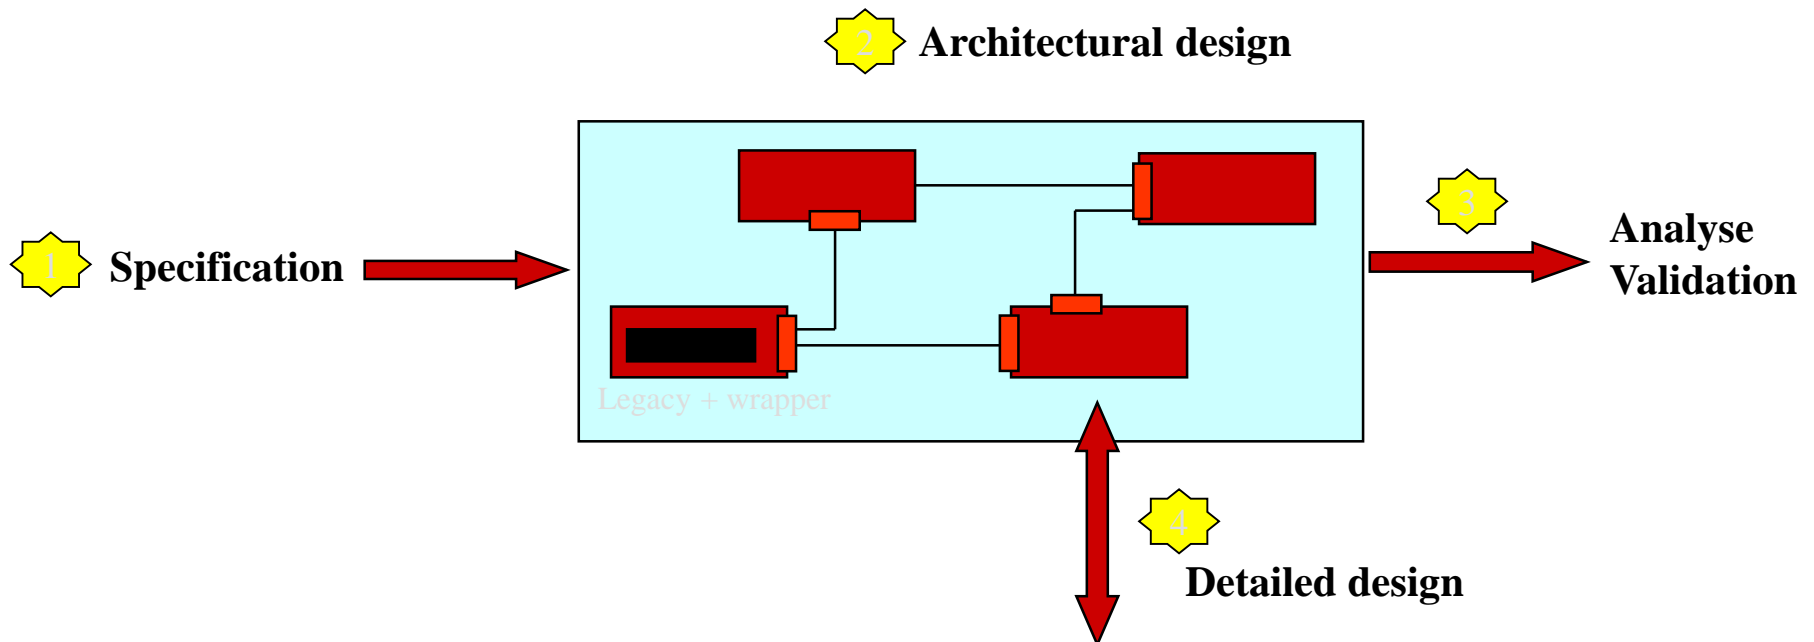 2 Architectural design
1 Specification
3
Analyse
Validation
Legacy + wrapper
4
Detailed design